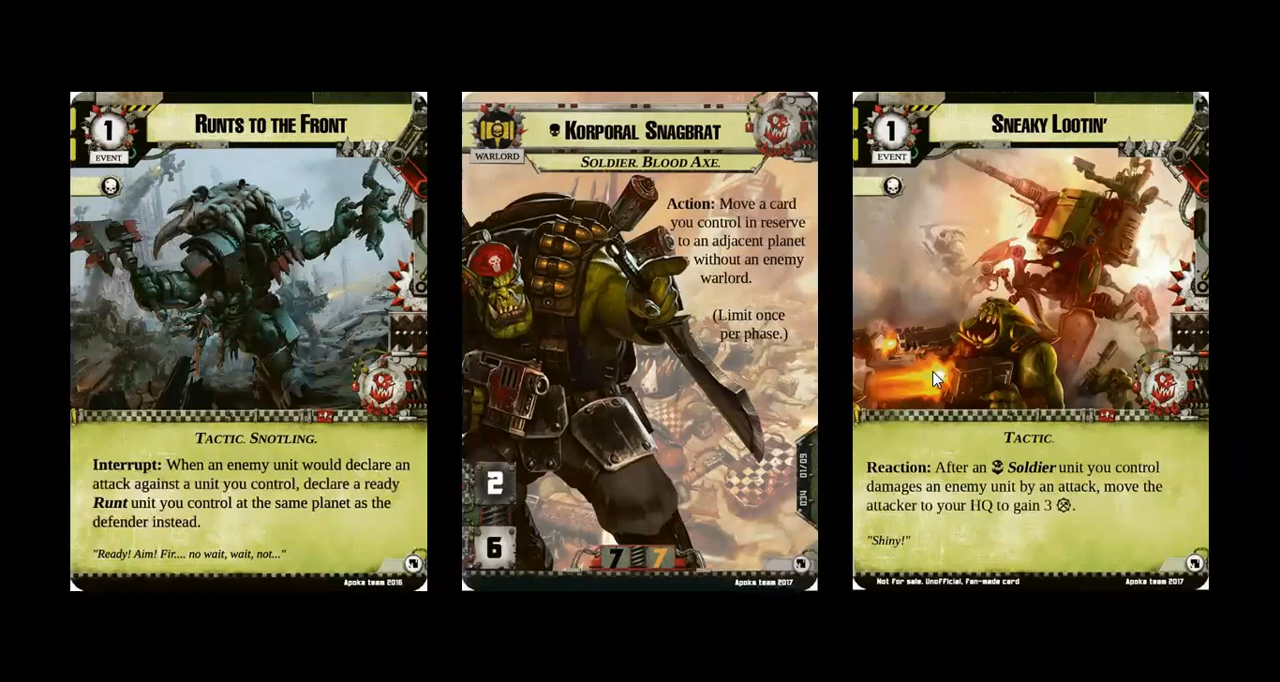 1
RUNTS TO THE FRONT
EVENT
TACTIC. SNOTLING.
Interrupt: When an enemy unit would declare an
attack against a unit you control, declare a ready
Runt unit you control at the same planet as the
defender instead.
"Ready! Aim! Fir.... no wait, wait, not..."
Apoka team 2016
KORPORAL SNAGBRAT
WARLORD
SOLDIER. BLOOD AXE.
Action: Move a card
you control in reserve
to an adjacent planet
without an enemy
warlord.
(Limit once
per phase.)
2
6
7 7
Apoka team 2017
1
SNEAKY LOOTIN'
EVENT
TACTIC.
Reaction: After an Soldier unit you control
damages an enemy unit by an attack, move the
attacker to your HQ to gain 3 .
"Shiny!"
Not for sale. Unofficial, fan-made card
Apoka team 2017